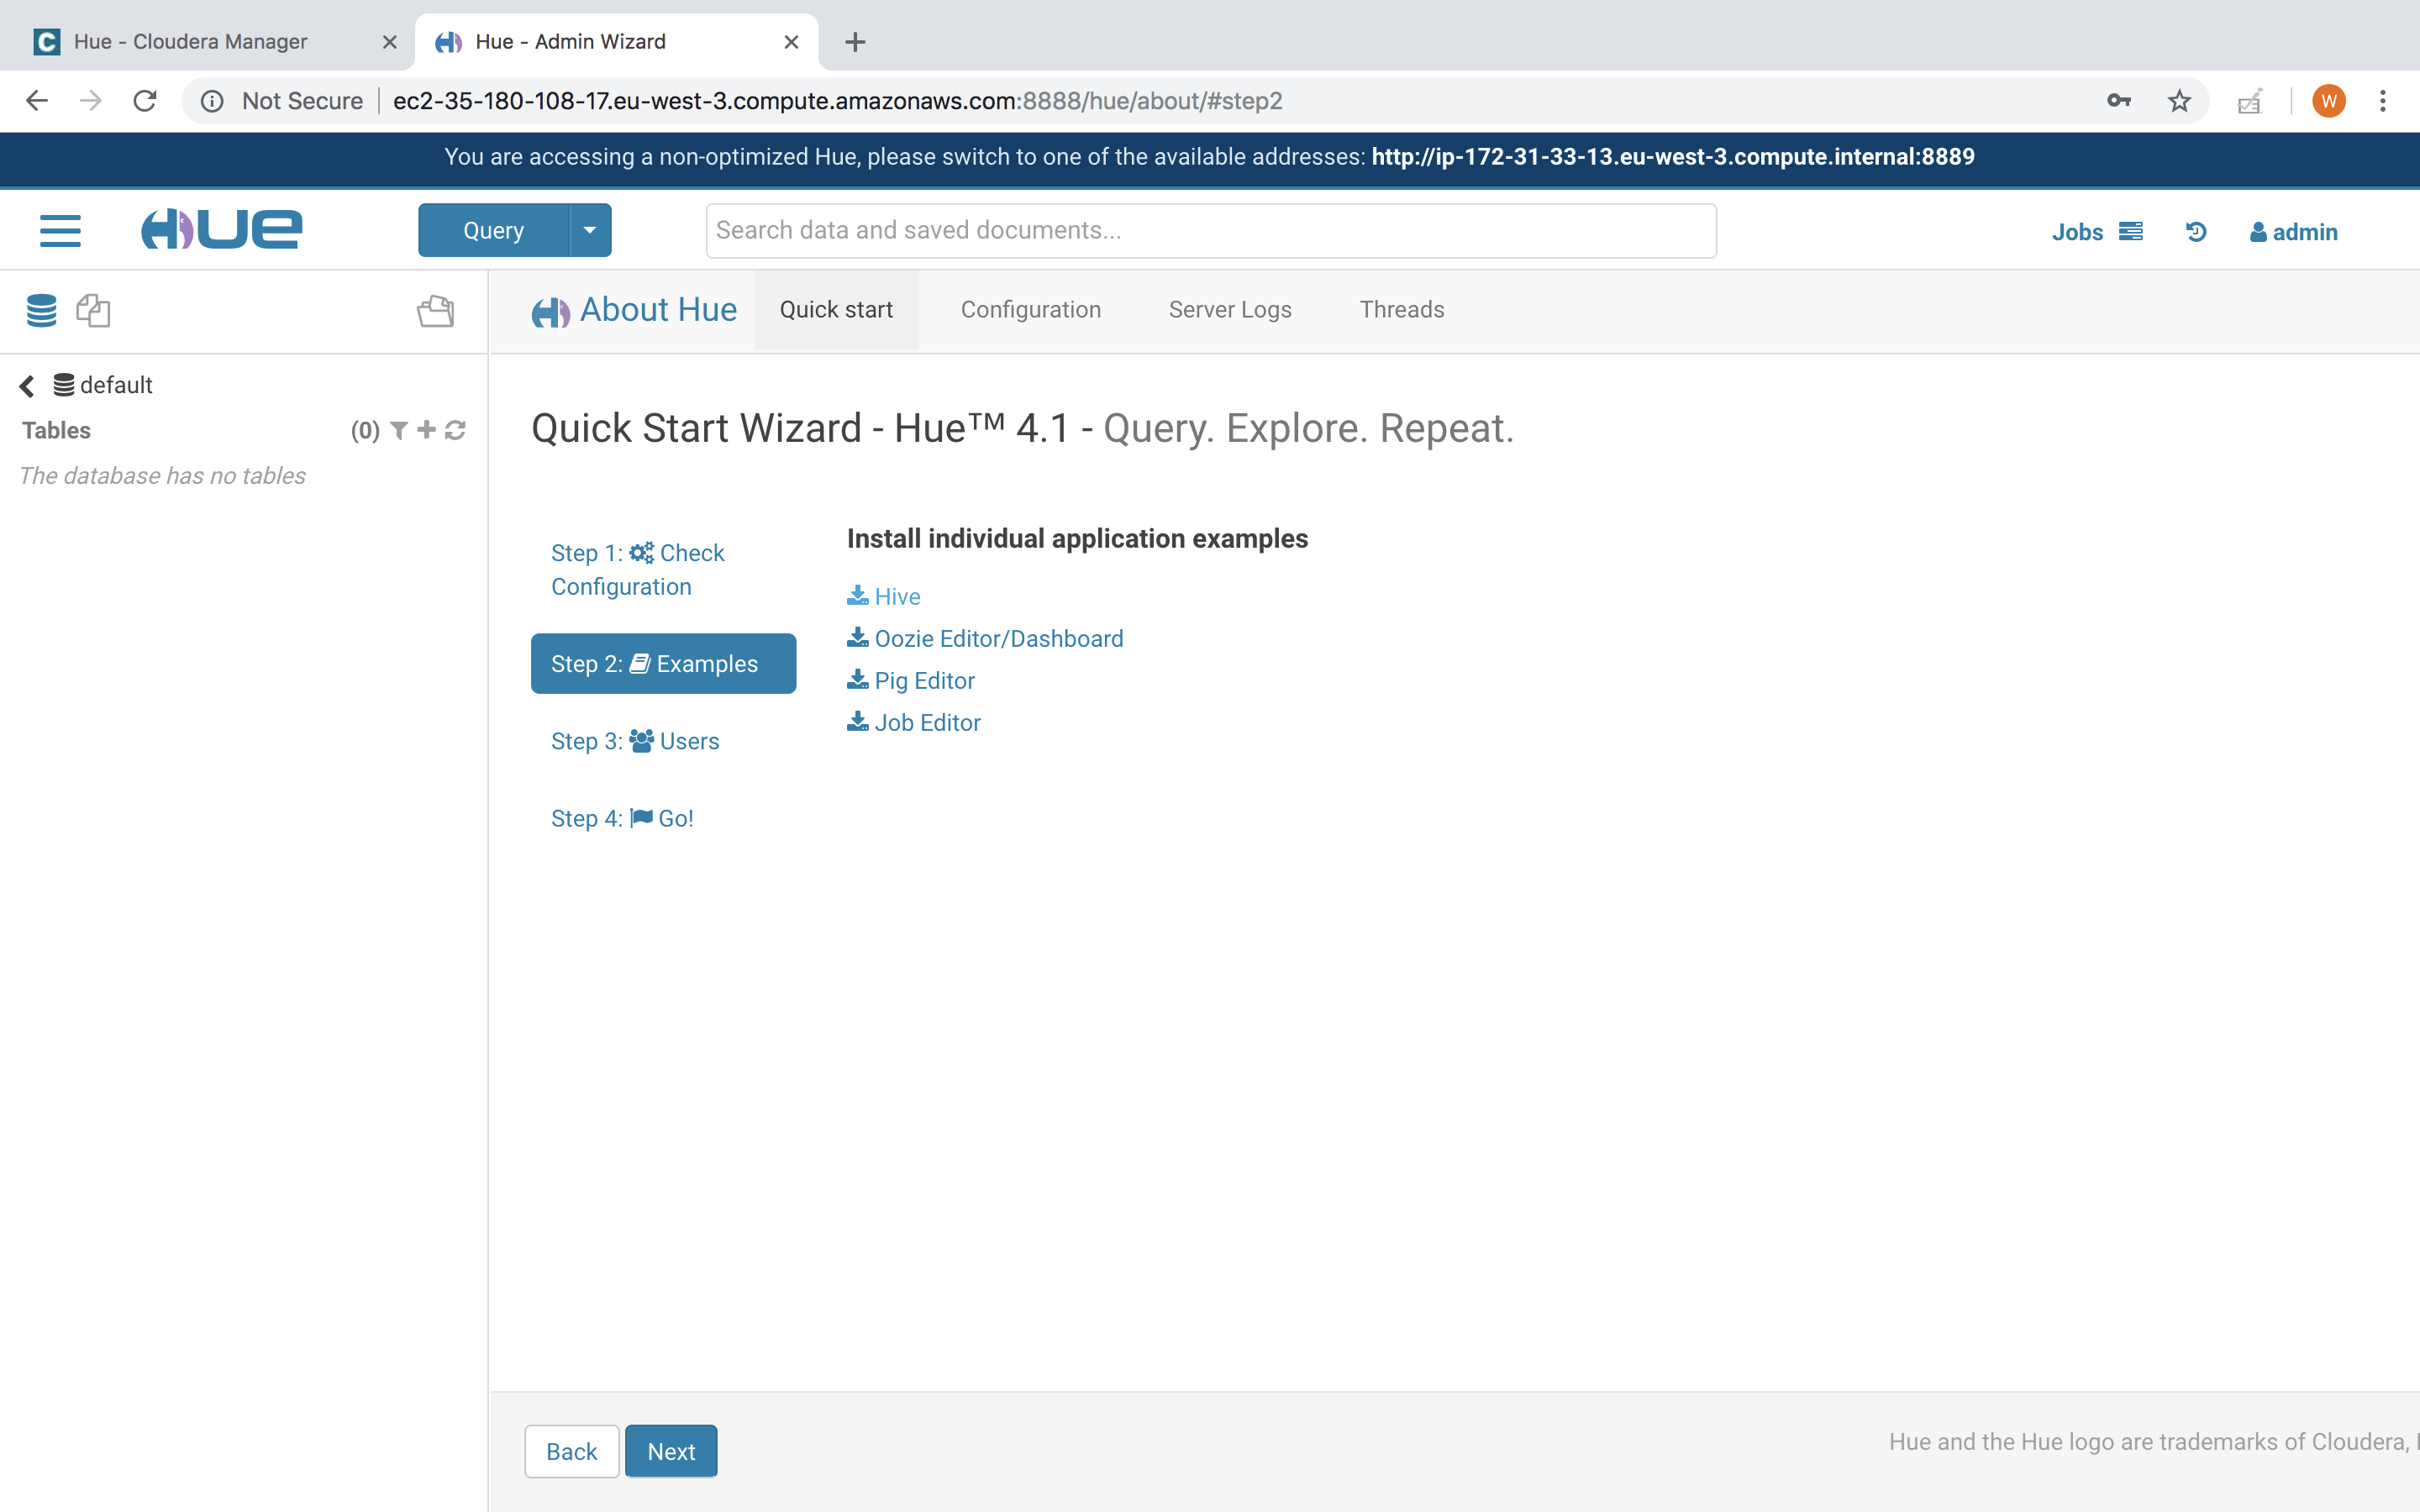 Hue - Cloudera Manager
Hue - Admin Wizard
Not Secure
ec2-35-180-108-17.eu-west-3.compute.amazonaws.com:8888/hue/about/#step2
W
You are accessing a non-optimized Hue, please switch to one of the available addresses: http://ip-172-31-33-13.eu-west-3.compute.internal:8889
HUE
Query
Search data and saved documents...
Jobs
admin
About Hue
Quick start
Configuration
Server Logs
Threads
default
Tables
(0)
The database has no tables
Quick Start Wizard - Hue™ 4.1 - Query. Explore. Repeat.
Step 1: Check
Configuration
Step 2: Examples
Step 3: Users
Step 4: Go!
Install individual application examples
Hive
Oozie Editor/Dashboard
Pig Editor
Job Editor
Back
Next
Hue and the Hue logo are trademarks of Cloudera,